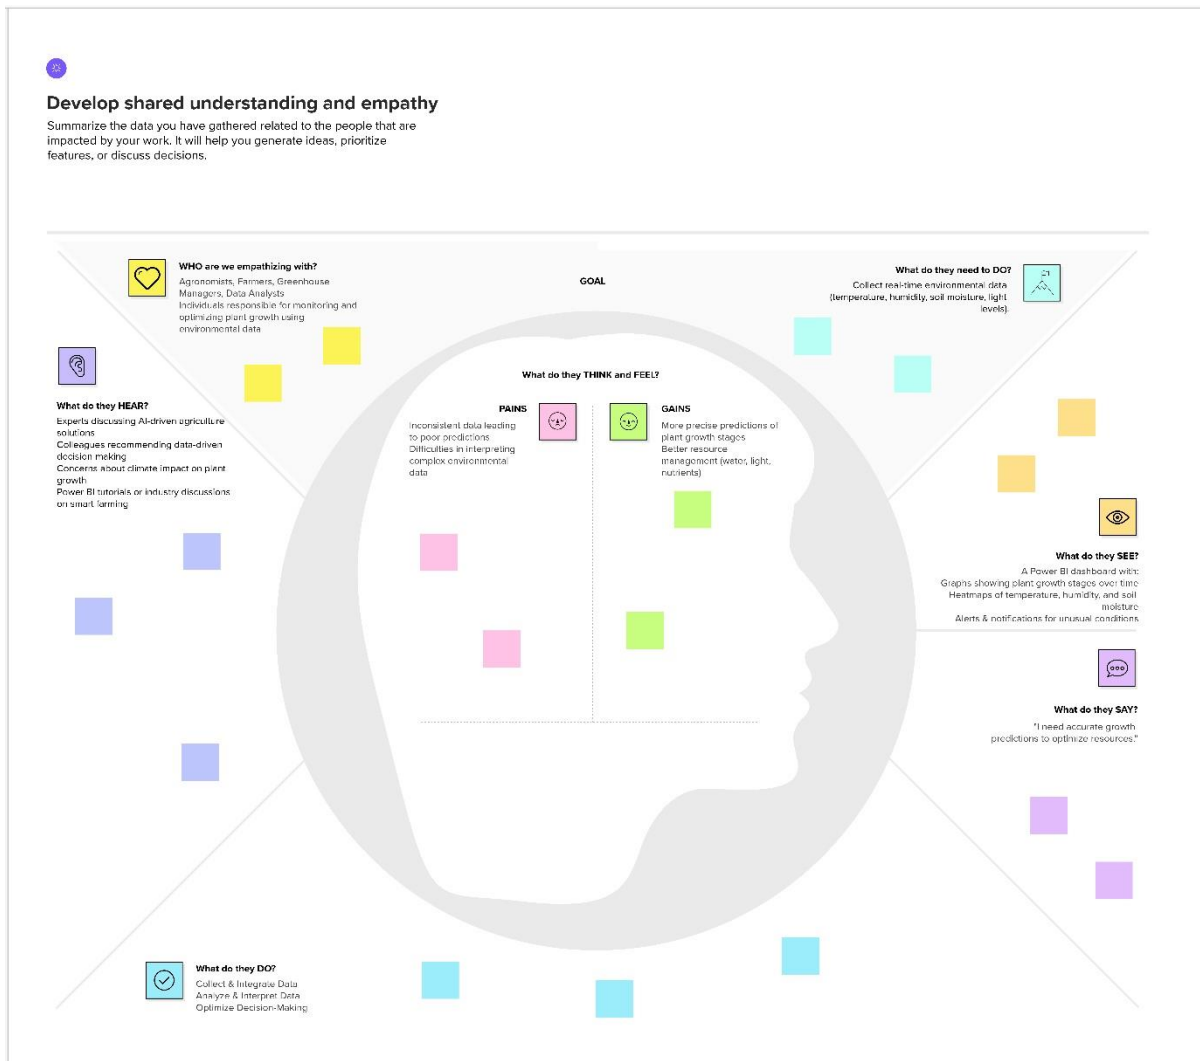 Develop shared understanding and empathy
Summarize the data you have gathered related to the people that are
impacted by your work. It will help you generate ideas, prioritize
features, or discuss decisions.
WHO are we empathizing with?
Agronomists, Farmers, Greenhouse
Managers, Data Analysts
Individuals responsible for monitoring and
optimizing plant growth using
environmental data
GOAL
What do they need to DO?
Collect real-time environmental data
(temperature, humidity, soil moisture, light
levels).
What do they HEAR?
Experts discussing AI-driven agriculture
solutions
Colleagues recommending data-driven
decision making
Concerns about climate impact on plant
growth
Power BI tutorials or industry discussions
on smart farming
What do they THINK and FEEL?
PAINS
Inconsistent data leading
to poor predictions
Difficulties in interpreting
complex environmental
data
GAINS
More precise predictions of
plant growth stages
Better resource
management (water, light,
nutrients)
What do they SEE?
A Power BI dashboard with:
Graphs showing plant growth stages over time
Heatmaps of temperature, humidity, and soil
moisture
Alerts & notifications for unusual conditions
What do they SAY?
"I need accurate growth
predictions to optimize resources."
What do they DO?
Collect & Integrate Data
Analyze & Interpret Data
Optimize Decision-Making